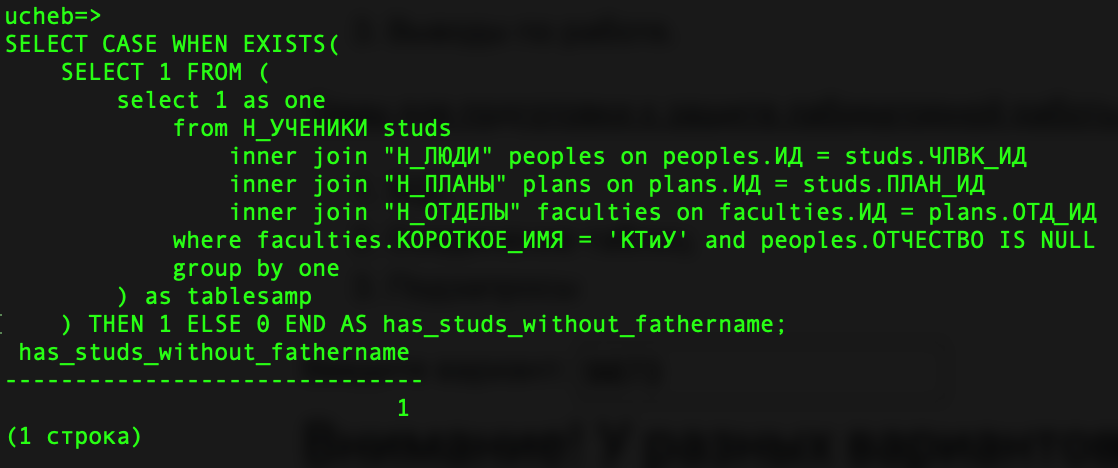 ucheb=>
SELECT CASE WHEN EXISTS(
SELECT 1 FROM (
select 1 as one
from Н_УЧЕНИКИ studs
inner join "Н_ЛЮДИ" peoples on peoples.ИД = studs.ЧЛВК_ИД
inner join "Н_ПЛАНЫ" plans on plans.ИД = studs.ПЛАН_ИД
inner join "Н_ОТДЕЛЫ" faculties on faculties.ИД = plans.ОТД_ИД
where faculties.КОРОТКОЕ_ИМЯ = 'КТиУ' and peoples.ОТЧЕСТВО IS NULL
group by one
) as tablesamp
) THEN 1 ELSE 0 END AS has_studs_without_fathername;
has_studs_without_fathername
------------------------------
1
(1 строка)